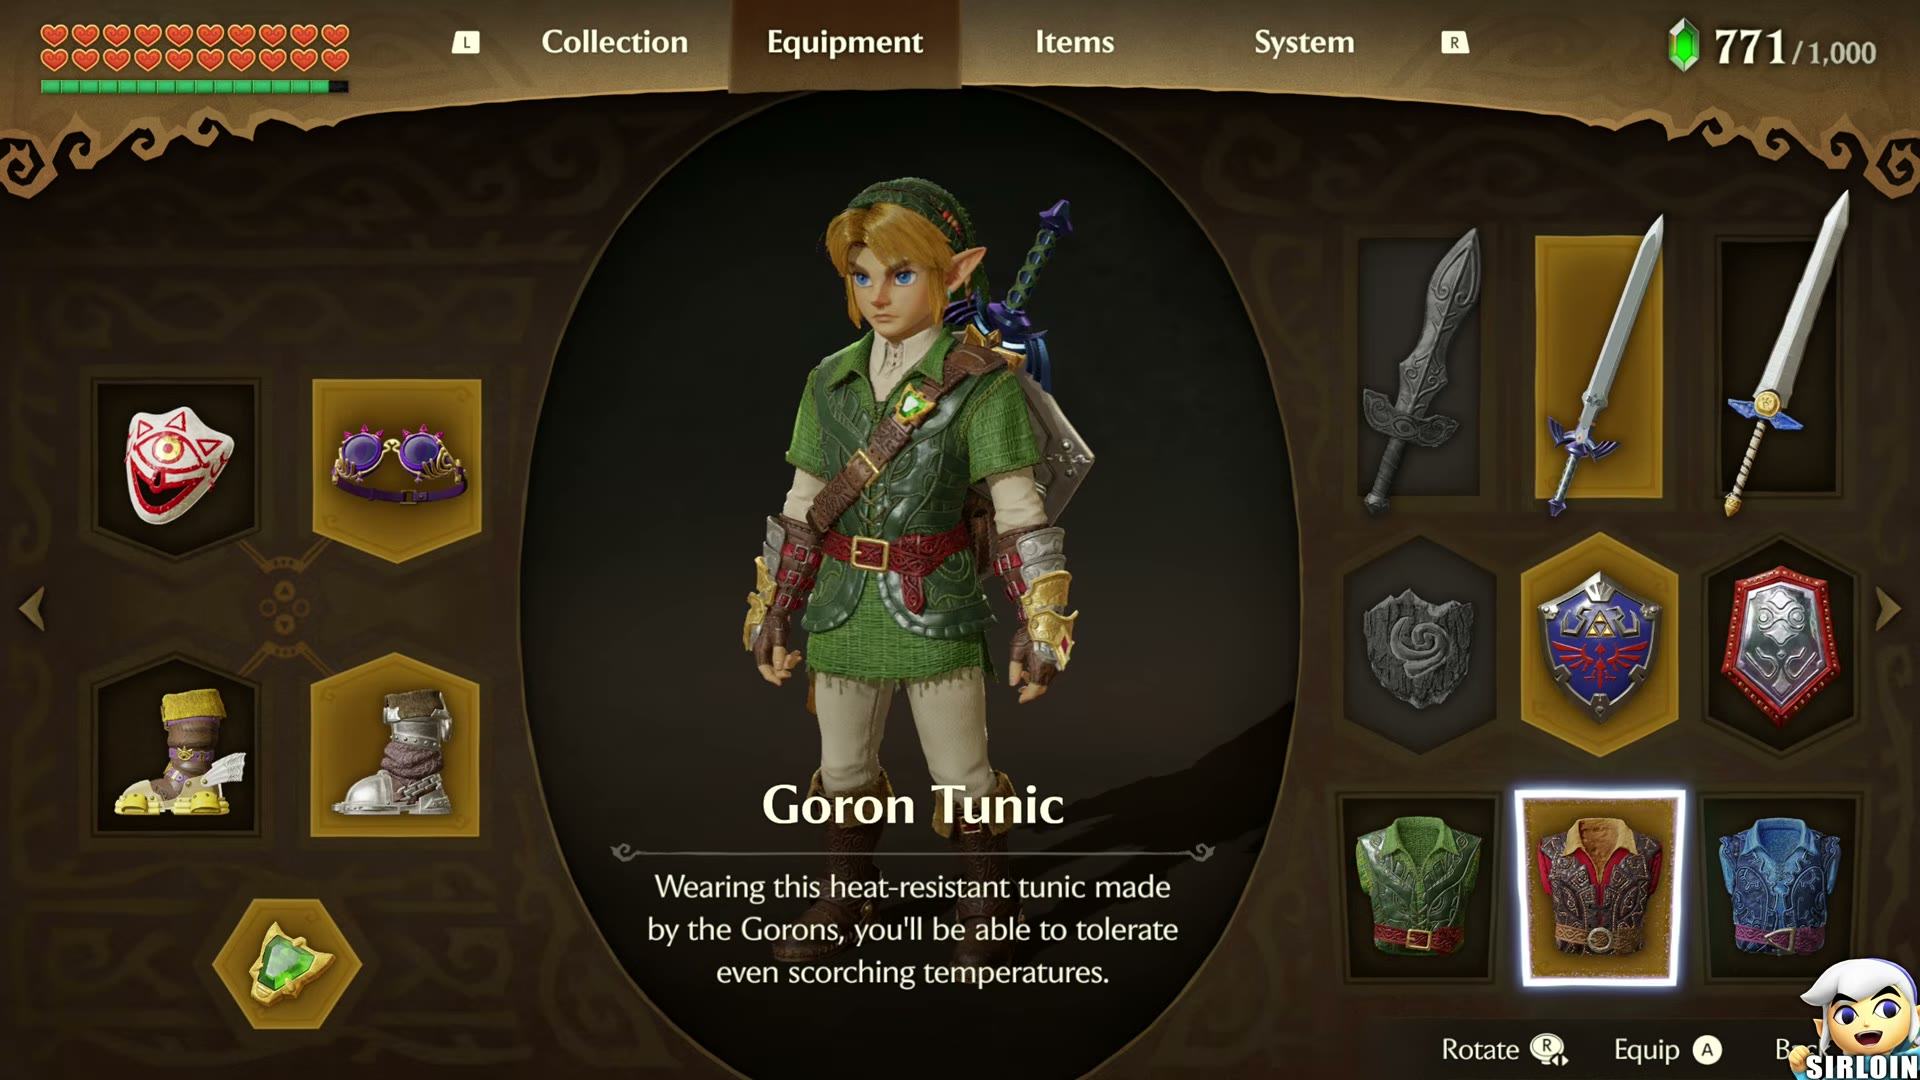 L Collection Equipment Items System R 771/1,000
Goron Tunic
Wearing this heat-resistant tunic made
by the Gorons, you'll be able to tolerate
even scorching temperatures.
Rotate R Equip A
SIRLOIN